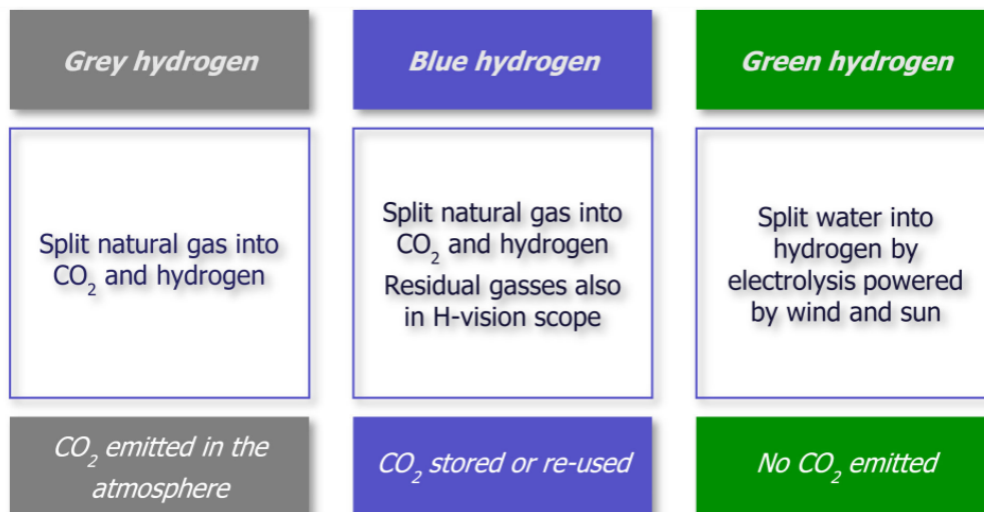 Grey hydrogen
Blue hydrogen
Green hydrogen
Split natural gas into
CO₂ and hydrogen
Split natural gas into
CO₂ and hydrogen
Residual gasses also
in H-vision scope
Split water into
hydrogen by
electrolysis powered
by wind and sun
CO₂ emitted in the
atmosphere
CO₂ stored or re-used
No CO₂ emitted